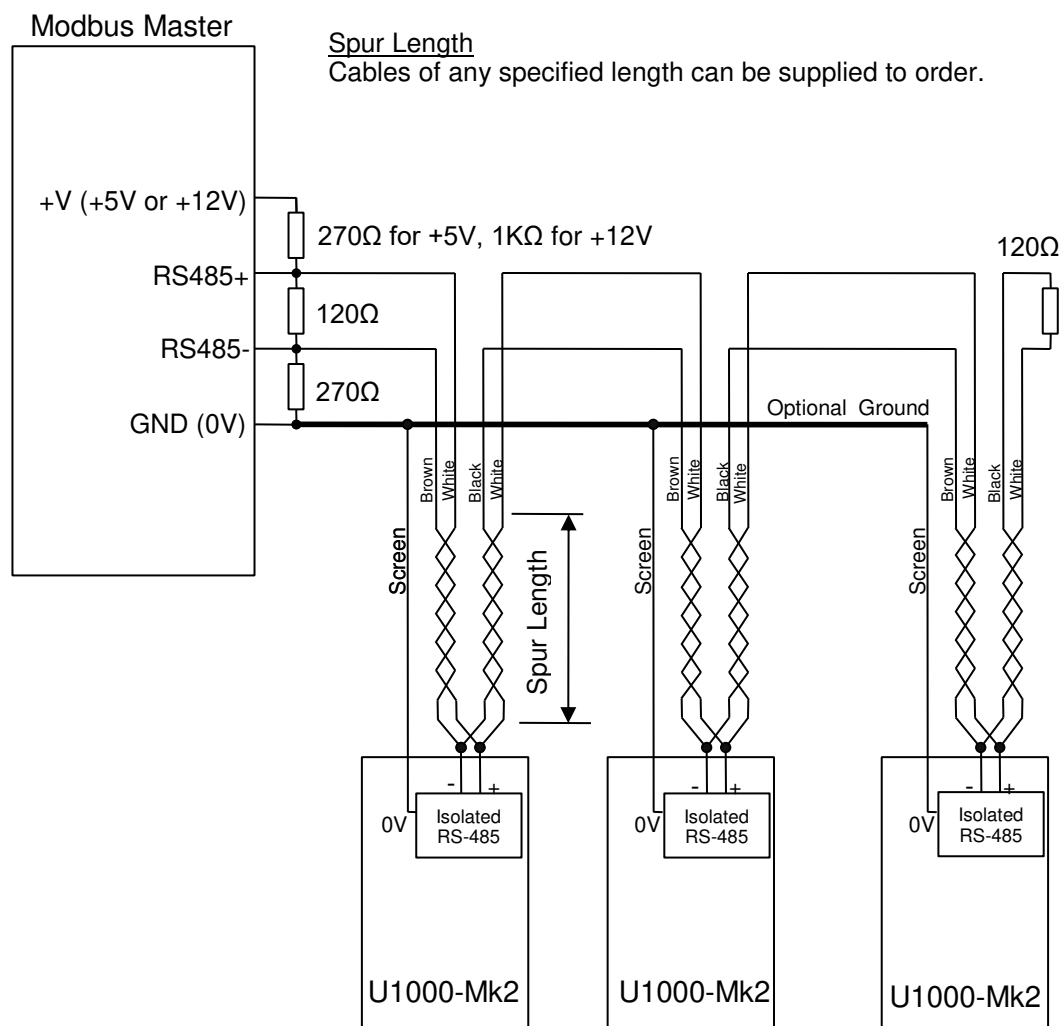 Modbus Master
Spur Length
Cables of any specified length can be supplied to order.
+V (+5V or +12V)
270Ω for +5V, 1KΩ for +12V
RS485+
120Ω
120Ω
RS485-
270Ω
GND (0V)
Optional Ground
Brown
White
Black
White
Brown
White
Black
White
Brown
White
Black
White
Screen
Spur Length
Screen
Screen
- +
0V
Isolated
RS-485
- +
0V
Isolated
RS-485
- +
0V
Isolated
RS-485
U1000-Mk2
U1000-Mk2
U1000-Mk2